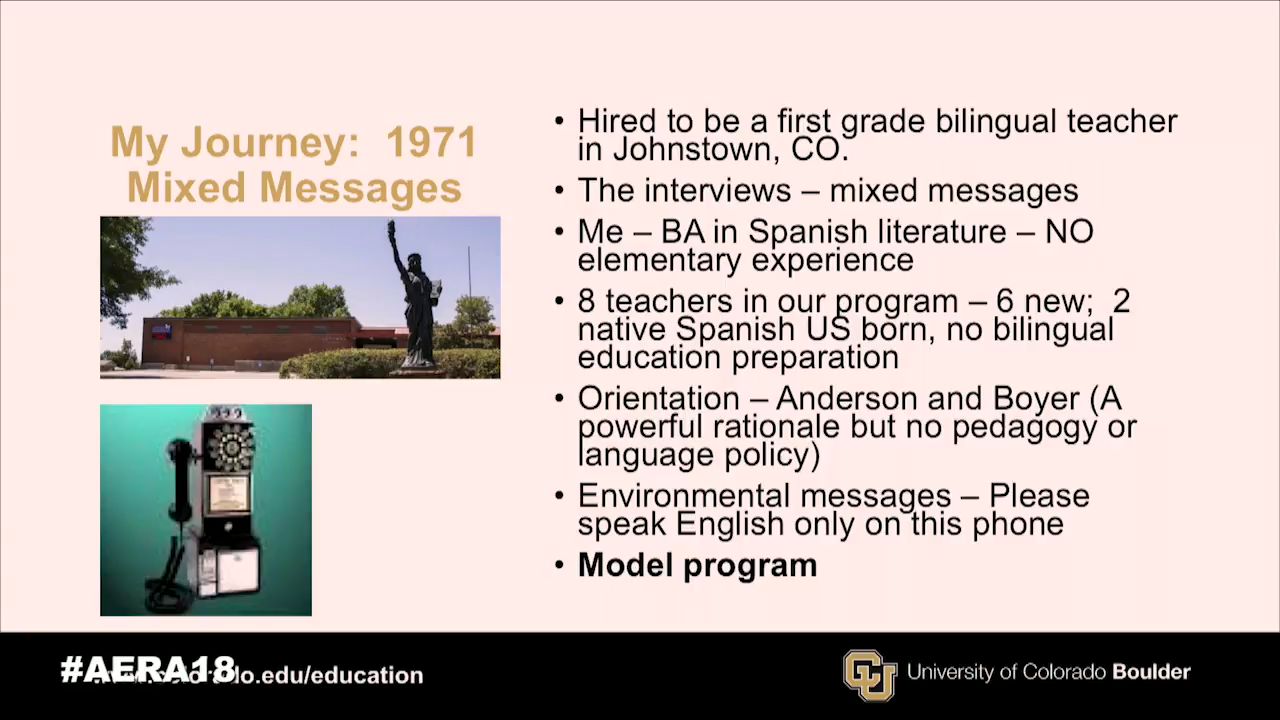 My Journey: 1971
Mixed Messages
• Hired to be a first grade bilingual teacher
in Johnstown, CO.
• The interviews – mixed messages
• Me – BA in Spanish literature – NO
elementary experience
• 8 teachers in our program – 6 new; 2
native Spanish US born, no bilingual
education preparation
• Orientation – Anderson and Boyer (A
powerful rationale but no pedagogy or
language policy)
• Environmental messages – Please
speak English only on this phone
• Model program
#AERA18
.edu/education
CU
University of Colorado Boulder